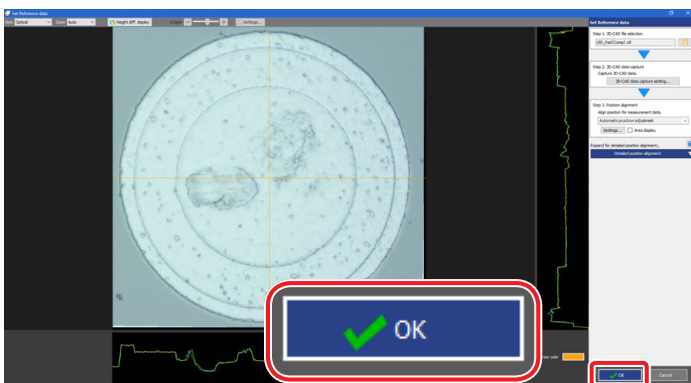 Set Reference data
View Optical Zoom Auto Height diff. display Edges Settings...
Set Reference data
Step 1. 3D-CAD file selection
Step 2. 3D-CAD data capture
Capture 3D-CAD data.
3D-CAD data capture setting...
Step 3. Position alignment
Align position for measurement data.
Automatic position adjustment
Settings... Area display
Expand for detailed position alignment.
Detailed position alignment
OK
color
OK Cancel